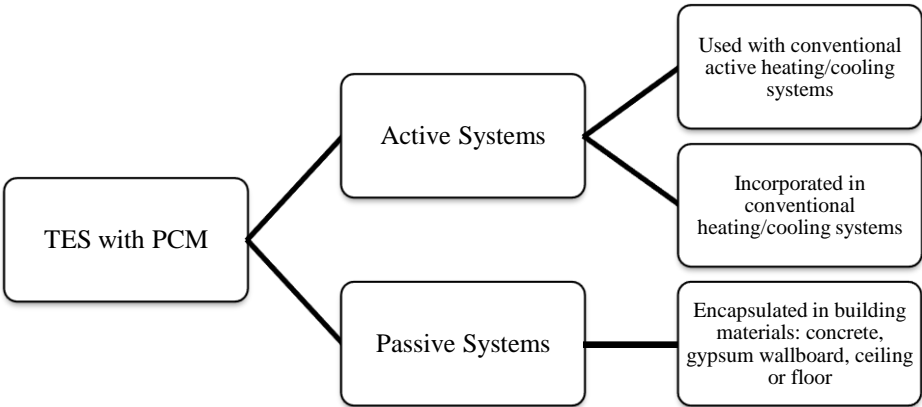 TES with PCM
Active Systems
Used with conventional
active heating/cooling
systems
Incorporated in
conventional
heating/cooling systems
Passive Systems
Encapsulated in building
materials: concrete,
gypsum wallboard, ceiling
or floor